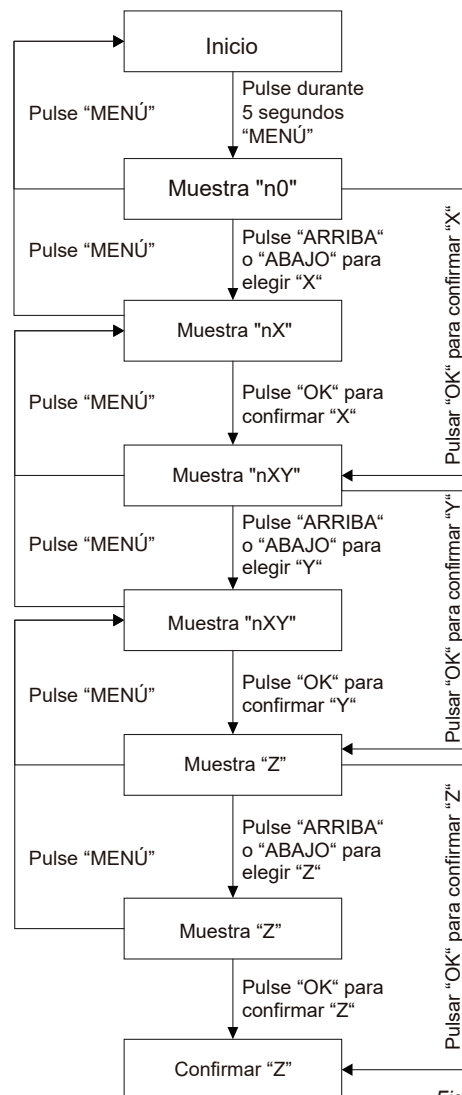 Inicio
Pulse durante
5 segundos
“MENÚ”
Pulse “MENÚ”
Muestra "n0"
Pulse “ARRIBA“
o “ABAJO“ para
elegir “X“
Pulse “MENÚ”
Pulsar “OK“ para confirmar “X“
Muestra "nX"
Pulse “OK“ para
confirmar “X“
Pulse “MENÚ”
Muestra "nXY"
Pulse “ARRIBA“
o “ABAJO“ para
elegir “Y“
Pulse “MENÚ”
Pulsar “OK“ para confirmar “Y“
Muestra "nXY"
Pulse “OK“ para
confirmar “Y“
Pulse “MENÚ”
Muestra “Z”
Pulse “ARRIBA“
o “ABAJO“ para
elegir “Z“
Pulse “MENÚ”
Pulsar “OK“ para confirmar “Z“
Muestra “Z”
Pulse “OK“ para
confirmar “Z“
Confirmar “Z”